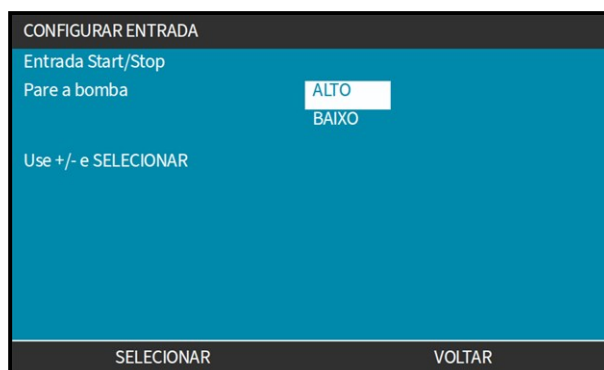 CONFIGURAR ENTRADA
Entrada Start/Stop
Pare a bomba ALTO
BAIXO
Use +/- e SELECIONAR
SELECIONAR VOLTAR